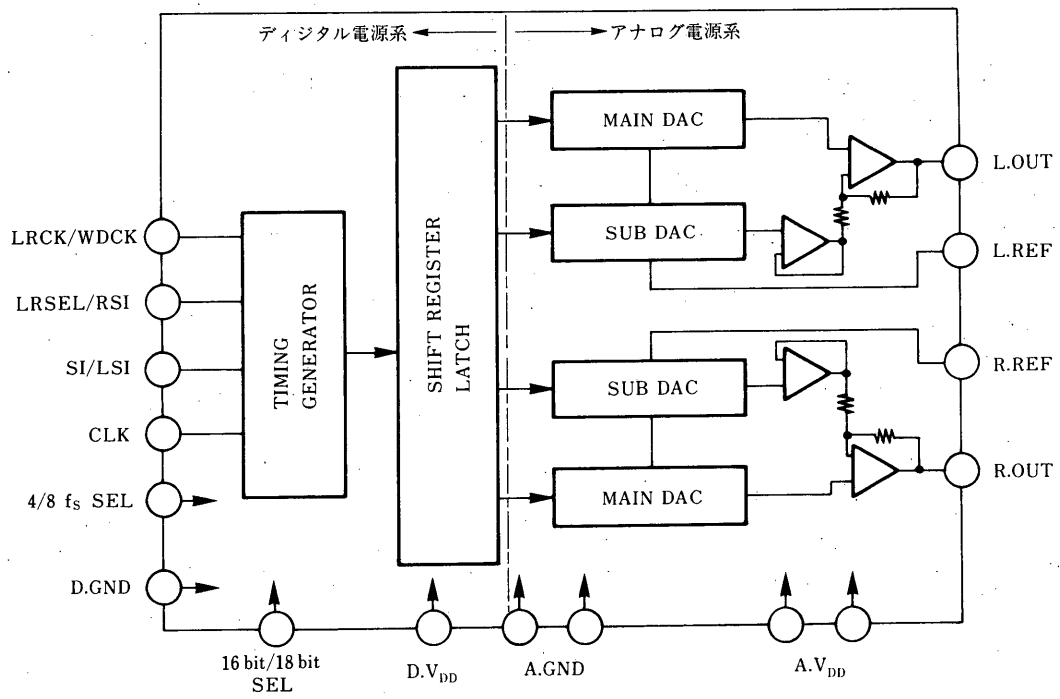 ディジタル電源系
アナログ電源系
MAIN DAC
L.OUT
LRCK/WDCK
SUB DAC
L.REF
LRSEL/RSI
TIMING
GENERATOR
SHIFT REGISTER
LATCH
SI/LSI
SUB DAC
R.REF
CLK
MAIN DAC
R.OUT
4/8 fS SEL
D.GND
16 bit/18 bit
SEL
D.VDD
A.GND
A.VDD